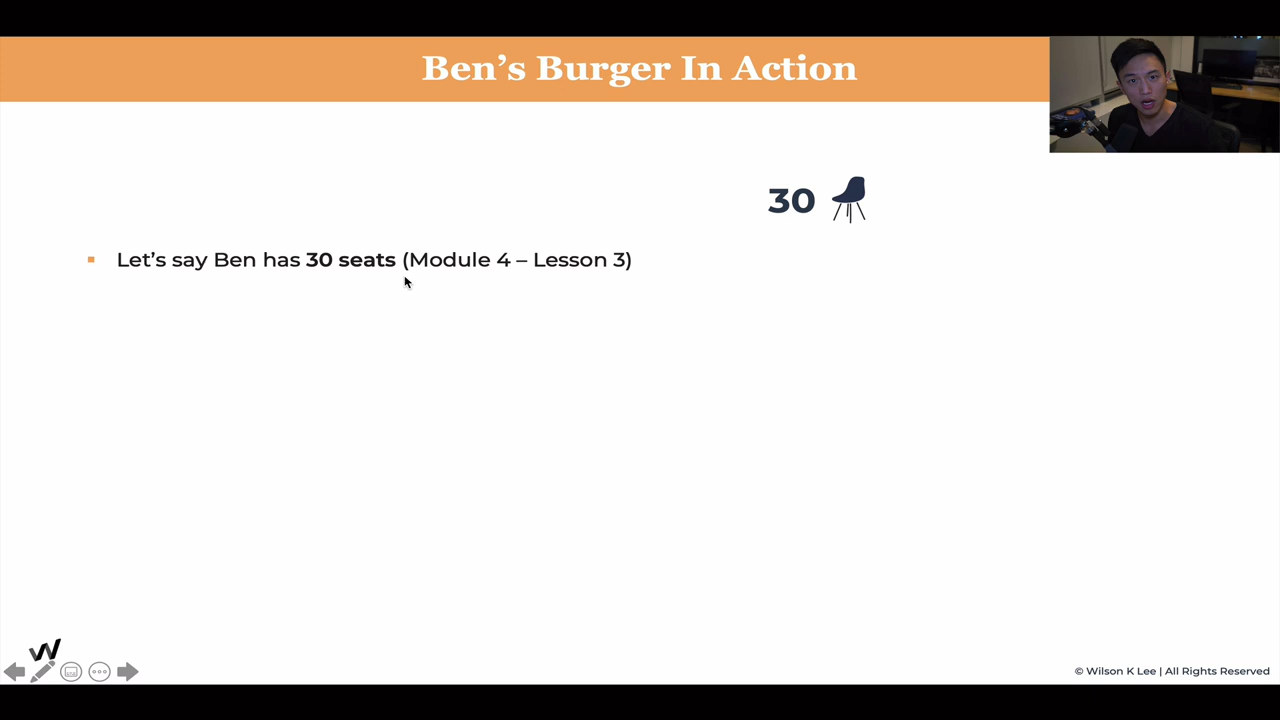 Ben’s Burger In Action
30
▪ Let’s say Ben has 30 seats (Module 4 – Lesson 3)
W
© Wilson K Lee | All Rights Reserved